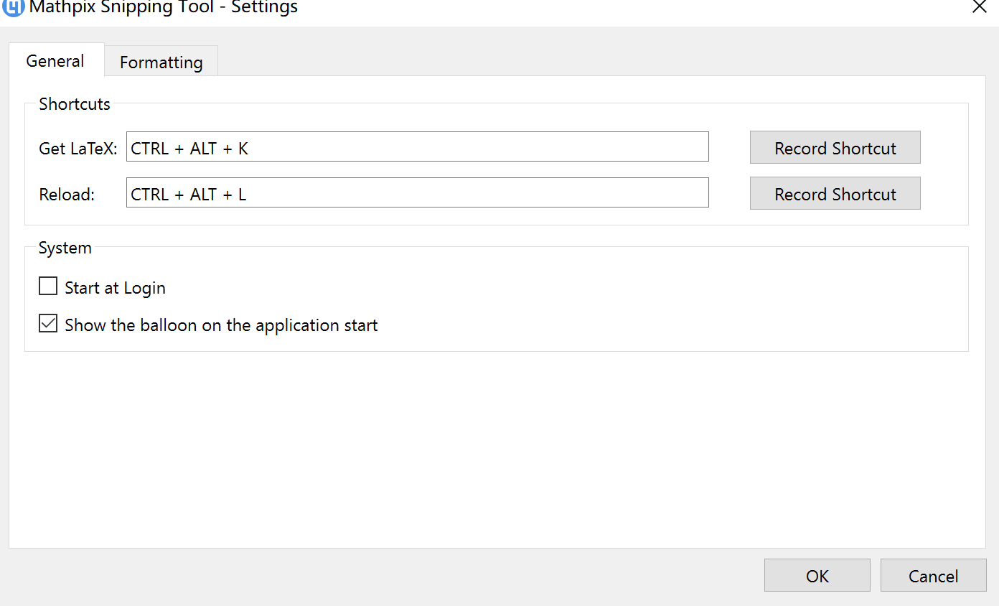 Mathpix Snipping Tool - Settings
General Formatting
Shortcuts
Get LaTeX: CTRL + ALT + K Record Shortcut
Reload: CTRL + ALT + L Record Shortcut
System
Start at Login
Show the balloon on the application start
OK Cancel